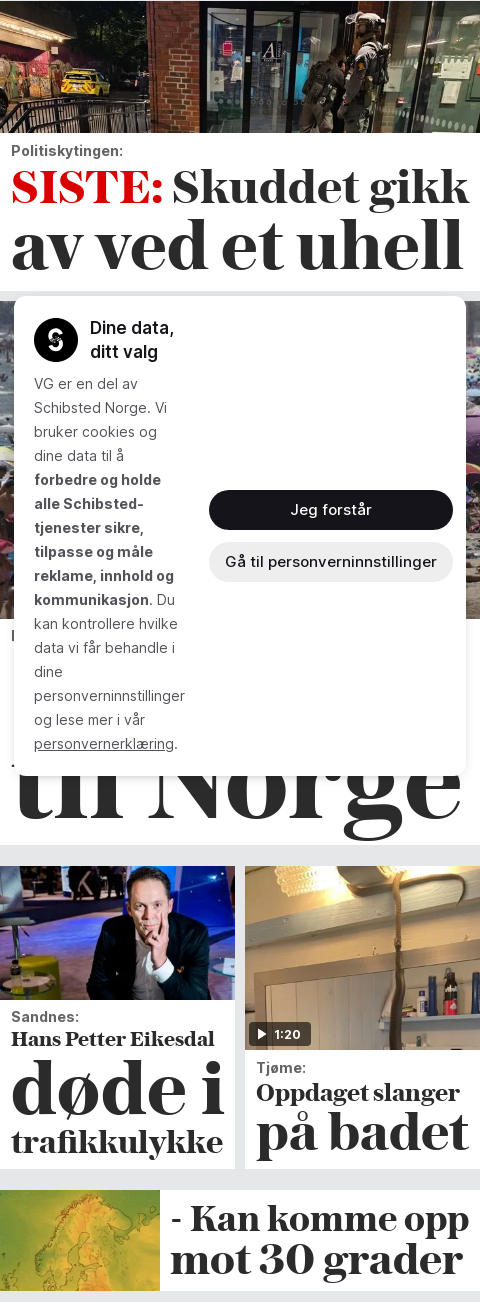 Politiskytingen:
SISTE: Skuddet gikk
av ved et uhell
Dine data,
ditt valg
VG er en del av
Schibsted Norge. Vi
bruker cookies og
dine data til å
forbedre og holde
alle Schibsted-
tjenester sikre,
tilpasse og måle
reklame, innhold og
kommunikasjon. Du
kan kontrollere hvilke
data vi får behandle i
dine
personverninnstillinger
og lese mer i vår
personvernerklæring.
Jeg forstår
Gå til personverninnstillinger
til Norge
Sandnes:
Hans Petter Eikesdal
døde i
trafikkulykke
1:20
Tjøme:
Oppdaget slanger
på badet
- Kan komme opp
mot 30 grader